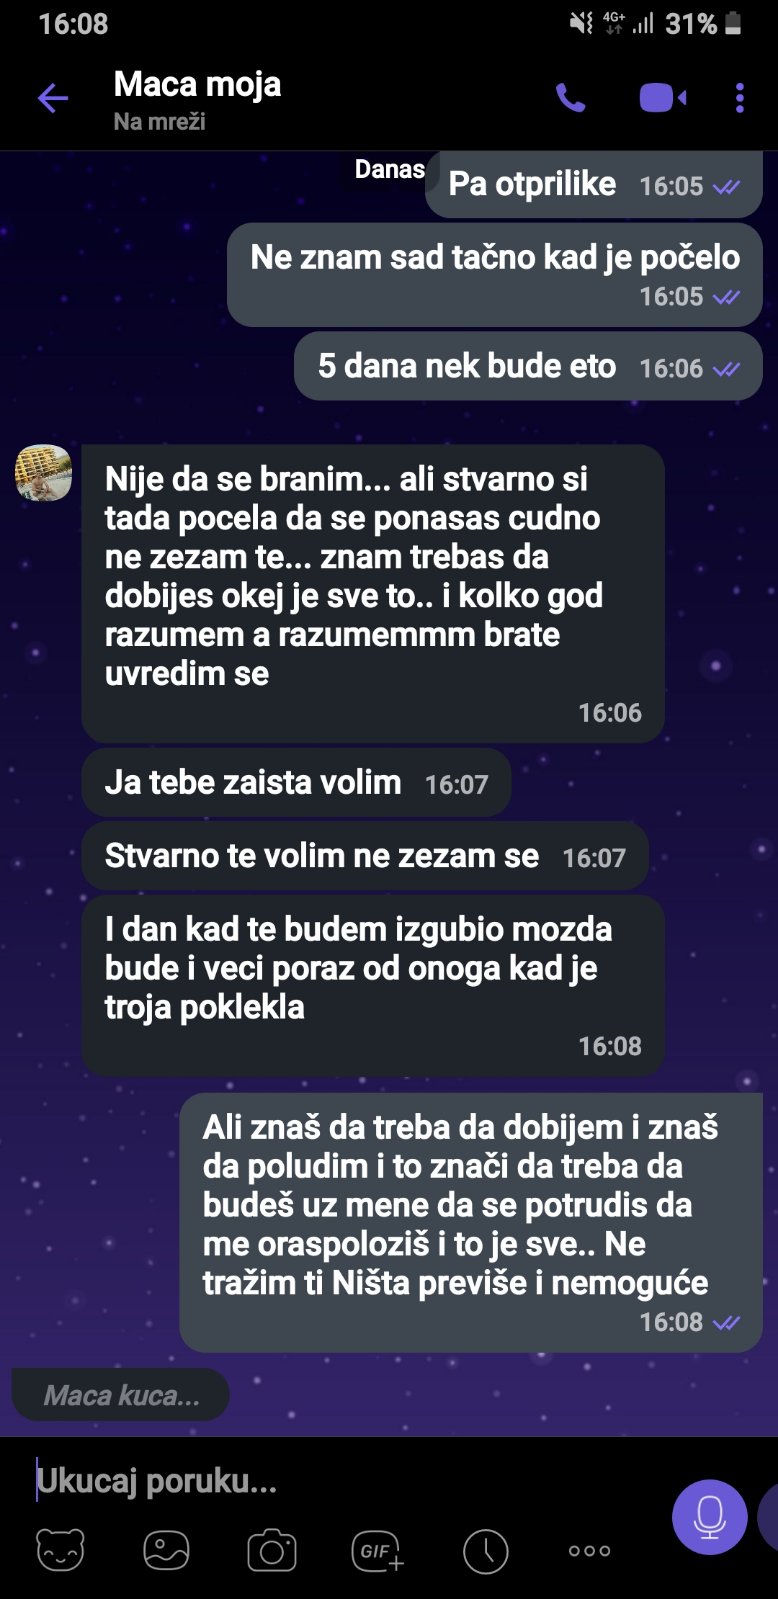 16:08
4G+ 31%
Maca moja
Na mreži
Danas
Pa otprilike 16:05
Ne znam sad tačno kad je počelo
16:05
5 dana nek bude eto 16:06
Nije da se branim... ali stvarno si
tada pocela da se ponasas cudno
ne zezam te... znam trebas da
dobijes okej je sve to.. i kolko god
razumem a razumemmm brate
uvredim se
16:06
Ja tebe zaista volim 16:07
Stvarno te volim ne zezam se 16:07
I dan kad te budem izgubio mozda
bude i veci poraz od onoga kad je
troja poklekla
16:08
Ali znaš da treba da dobijem i znaš
da poludim i to znači da treba da
budeš uz mene da se potrudis da
me oraspoloziš i to je sve.. Ne
tražim ti Ništa previše i nemoguće
16:08
Maca kuca...
Ukucaj poruku...
GIF